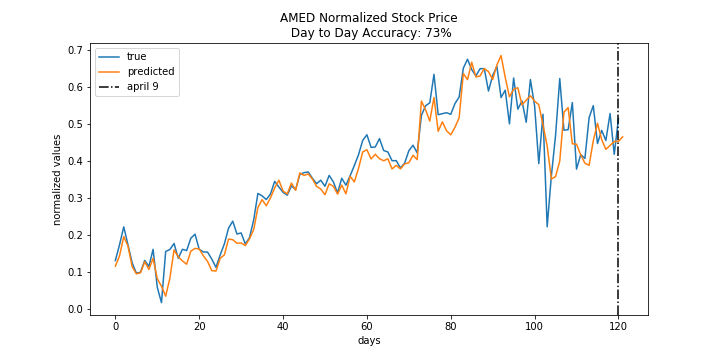 AMED Normalized Stock Price
Day to Day Accuracy: 73%
true
predicted
april 9
normalized values
0.7
0.6
0.5
0.4
0.3
0.2
0.1
0.0
0 20 40 60 80 100 120
days